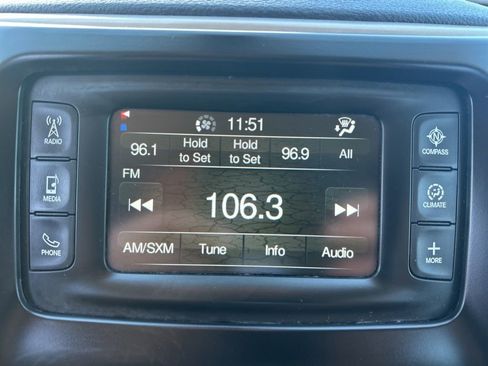 11:51
96.1 Hold to Set Hold to Set 96.9 All
FM
106.3
AM/SXM Tune Info Audio
RADIO
MEDIA
PHONE
COMPASS
CLIMATE
MORE